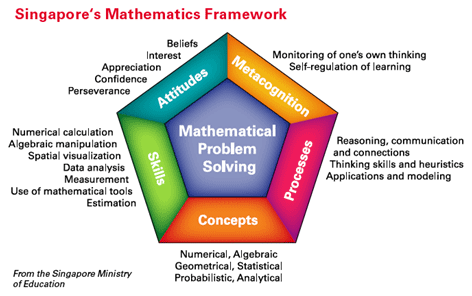 Singapore's Mathematics Framework
Beliefs
Interest
Appreciation
Confidence
Perseverance
Attitudes
Metacognition
Monitoring of one's own thinking
Self-regulation of learning
Numerical calculation
Algebraic manipulation
Spatial visualization
Data analysis
Measurement
Use of mathematical tools
Estimation
Skills
Mathematical
Problem
Solving
Processes
Reasoning, communication
and connections
Thinking skills and heuristics
Applications and modeling
Concepts
Numerical, Algebraic
Geometrical, Statistical
Probabilistic, Analytical
From the Singapore Ministry
of Education